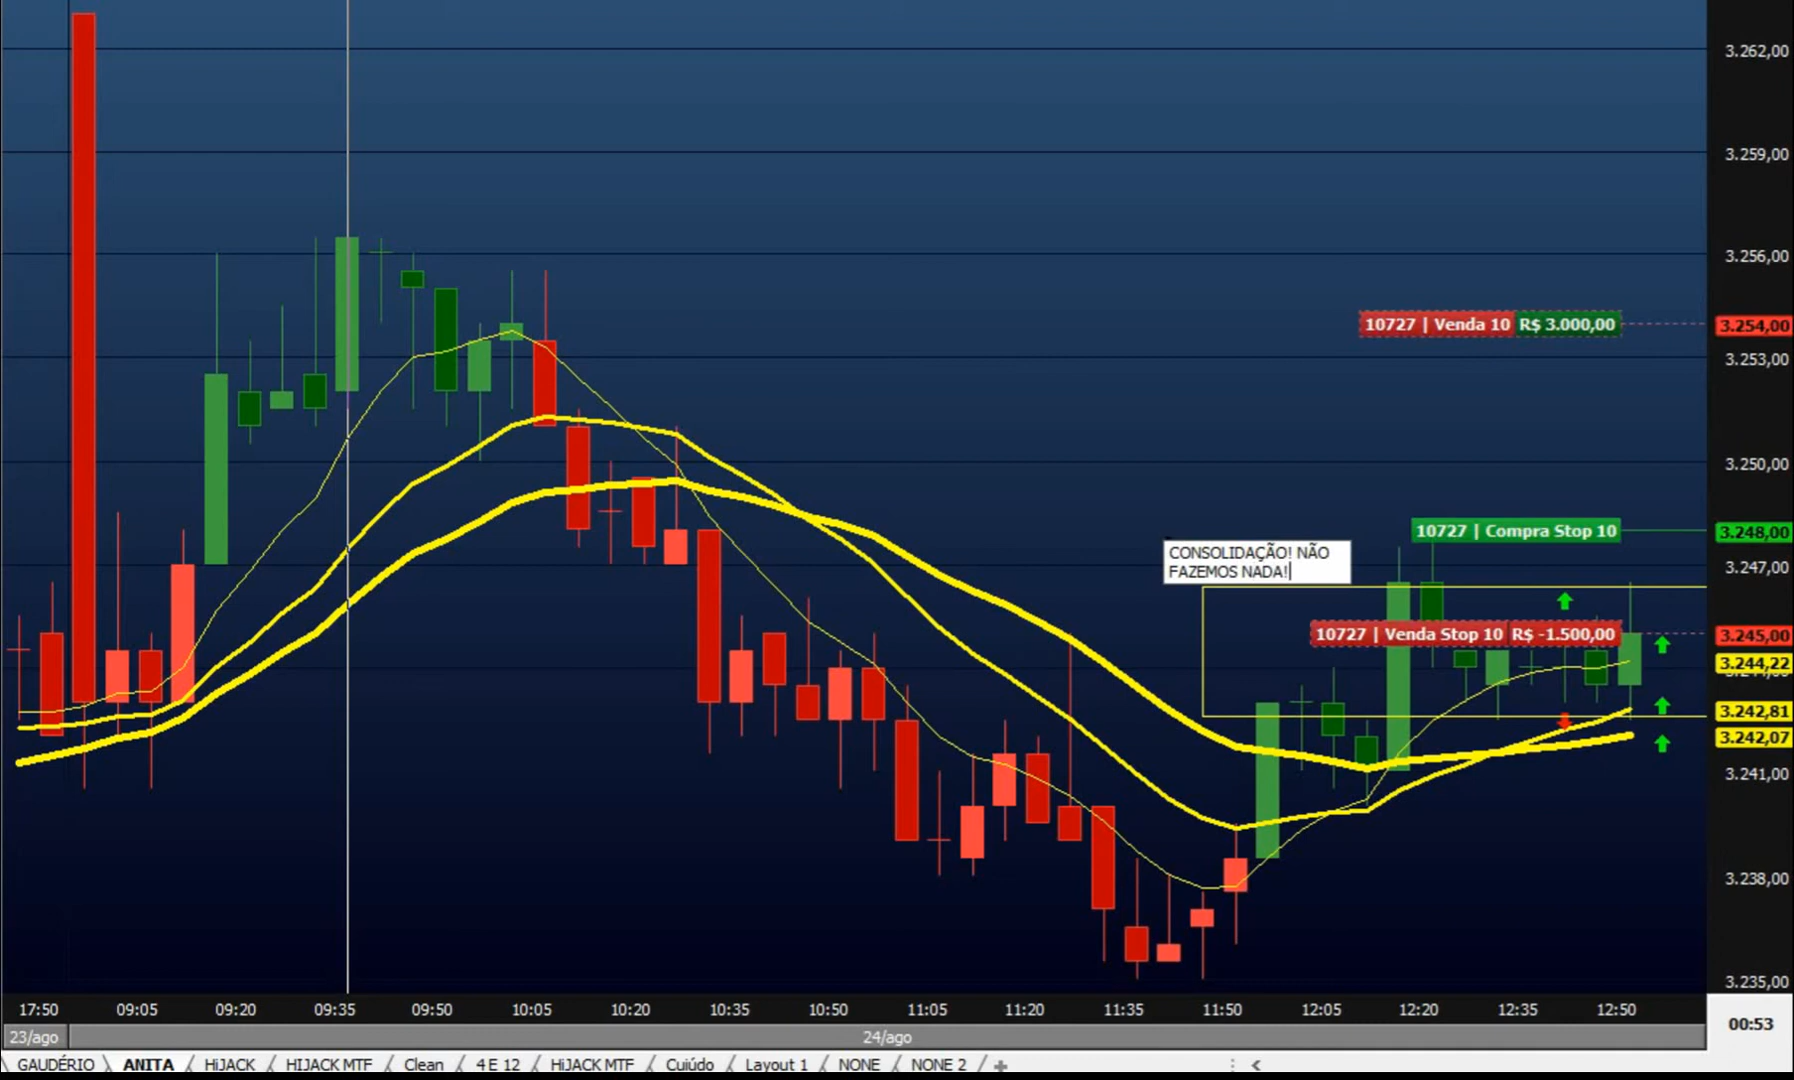 3.262,00
3.259,00
3.256,00
10727 | Venda 10 R$ 3.000,00
3.254,00
3.253,00
3.250,00
10727 | Compra Stop 10
3.248,00
CONSOLIDAÇÃO! NÃO
FAZEMOS NADA!
3.247,00
10727 | Venda Stop 10 R$ -1.500,00
3.245,00
3.244,22
3.242,81
3.242,07
3.241,00
3.238,00
3.235,00
17:50 09:05 09:20 09:35 09:50 10:05 10:20 10:35 10:50 11:05 11:20 11:35 11:50 12:05 12:20 12:35 12:50
00:53
23/ago 24/ago
GAUDÉRIO ANITA HiJACK HIJACK MTF Clean 4 E 12 HiJACK MTF Cuiúdo Layout 1 NONE NONE 2